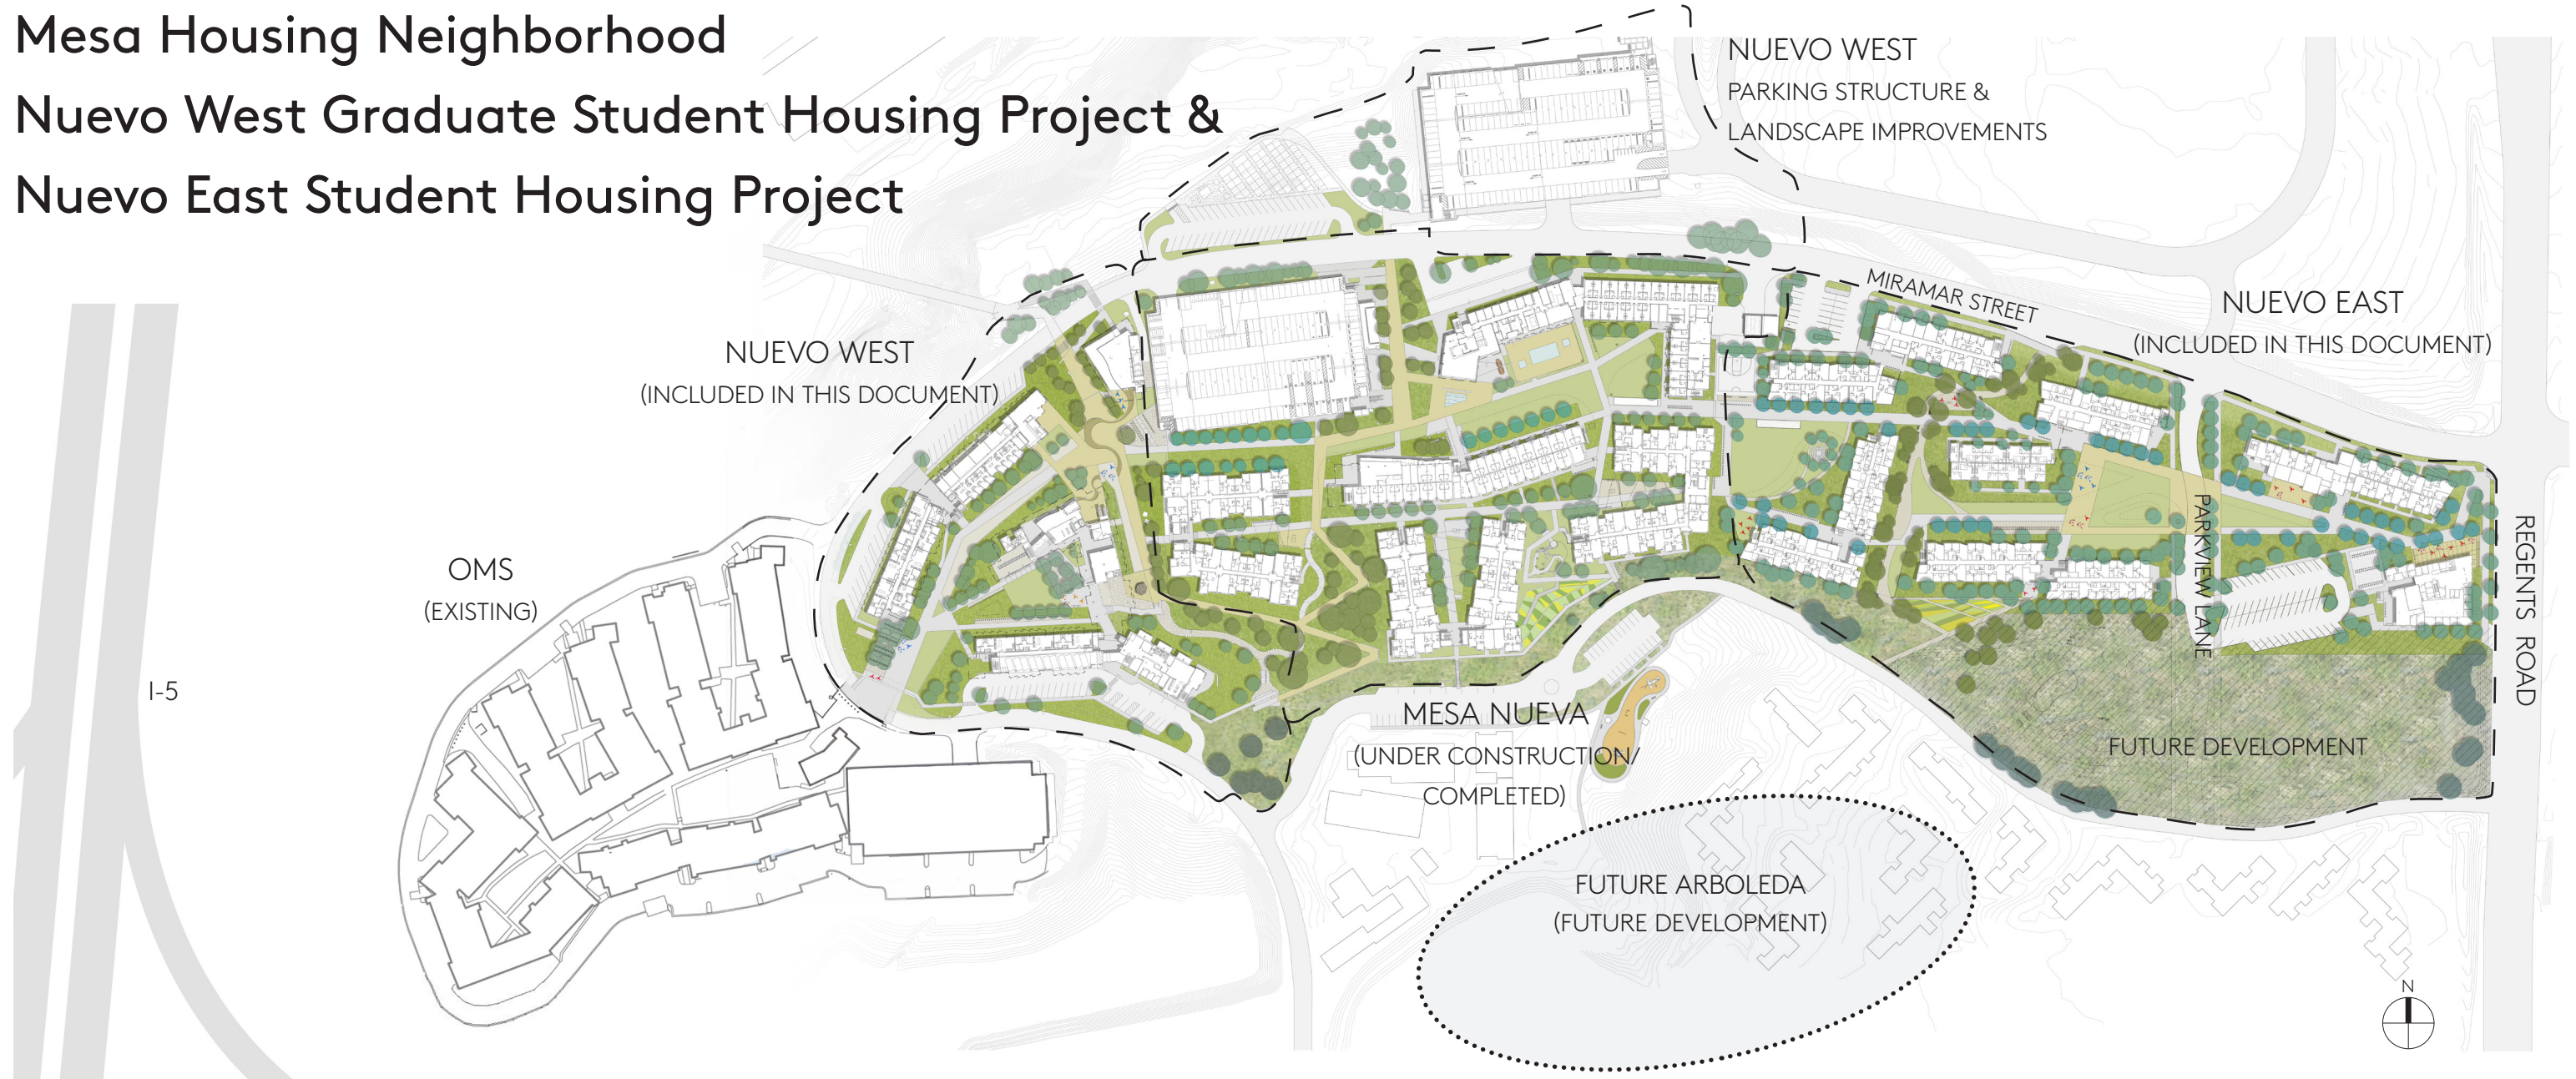 Mesa Housing Neighborhood
Nuevo West Graduate Student Housing Project &
Nuevo East Student Housing Project
NUEVO WEST
PARKING STRUCTURE &
LANDSCAPE IMPROVEMENTS
MIRAMAR STREET
NUEVO EAST
(INCLUDED IN THIS DOCUMENT)
NUEVO WEST
(INCLUDED IN THIS DOCUMENT)
OMS
(EXISTING)
I-5
PARKVIEW LANE
REGENTS ROAD
MESA NUEVA
(UNDER CONSTRUCTION/
COMPLETED)
FUTURE DEVELOPMENT
FUTURE ARBOLEDA
(FUTURE DEVELOPMENT)
N